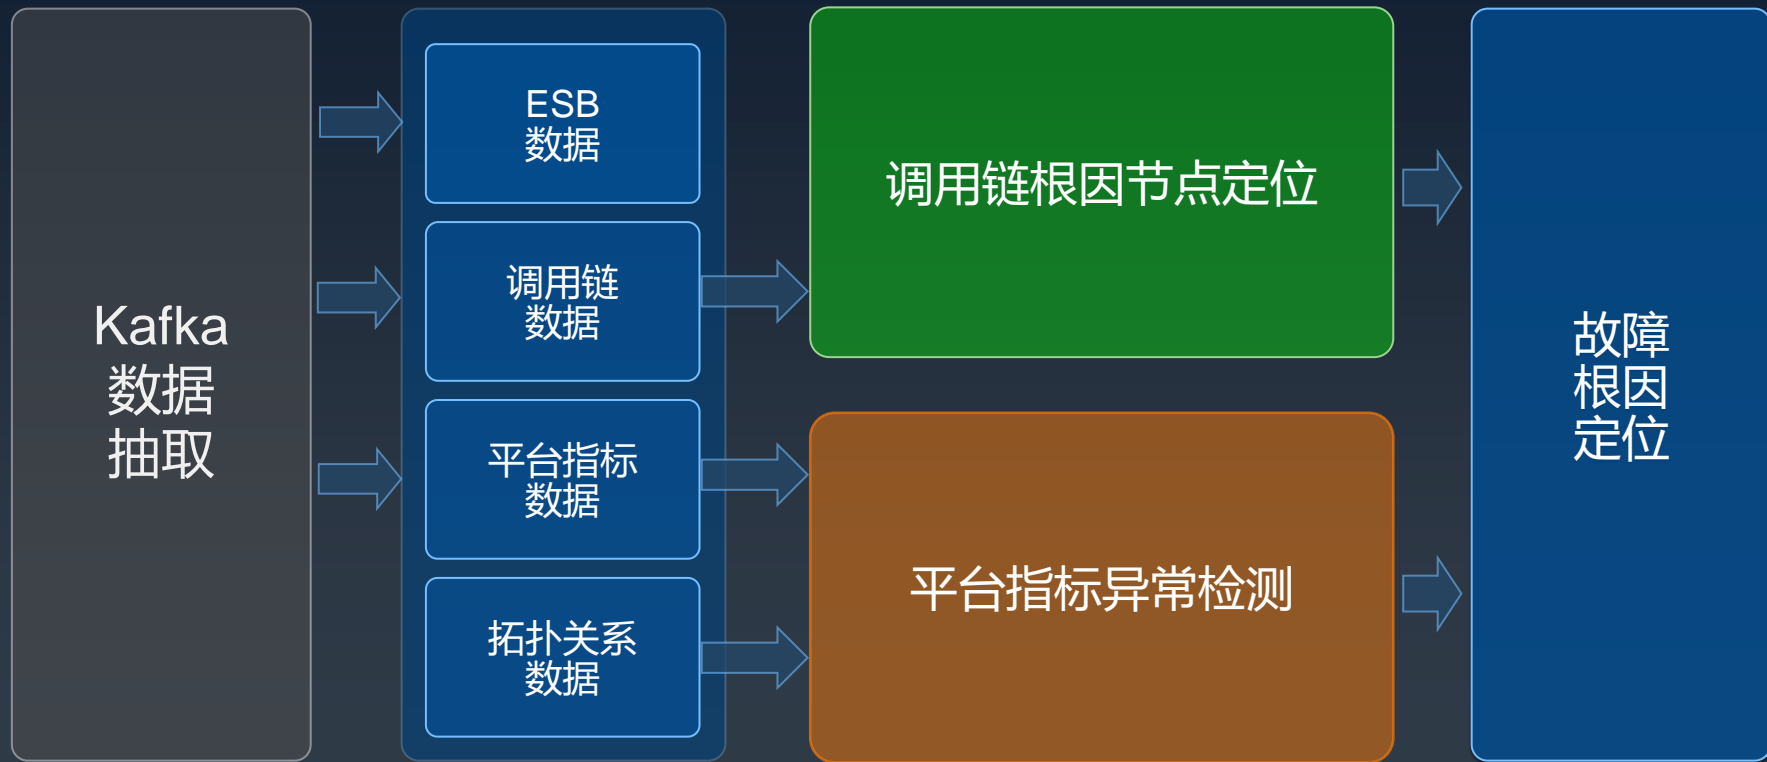 Kafka
数据
抽取
ESB
数据
调用链
数据
平台指标
数据
拓扑关系
数据
调用链根因节点定位
平台指标异常检测
故障
根因
定位